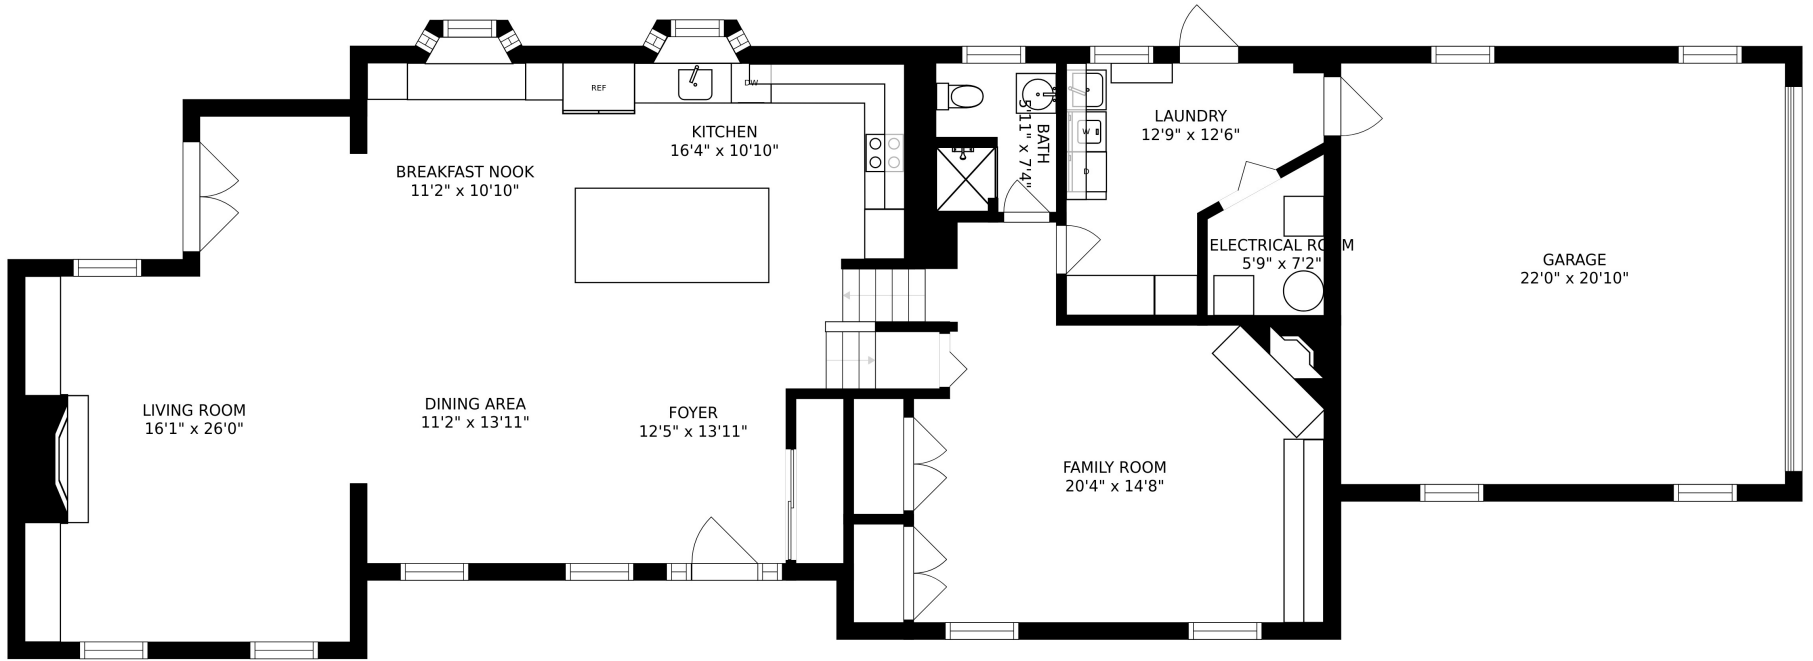 REF
DW
KITCHEN
16'4" x 10'10"
BREAKFAST NOOK
11'2" x 10'10"
BATH
5'11" x 7'4"
W
D
LAUNDRY
12'9" x 12'6"
ELECTRICAL ROOM
5'9" x 7'2"
GARAGE
22'0" x 20'10"
LIVING ROOM
16'1" x 26'0"
DINING AREA
11'2" x 13'11"
FOYER
12'5" x 13'11"
FAMILY ROOM
20'4" x 14'8"